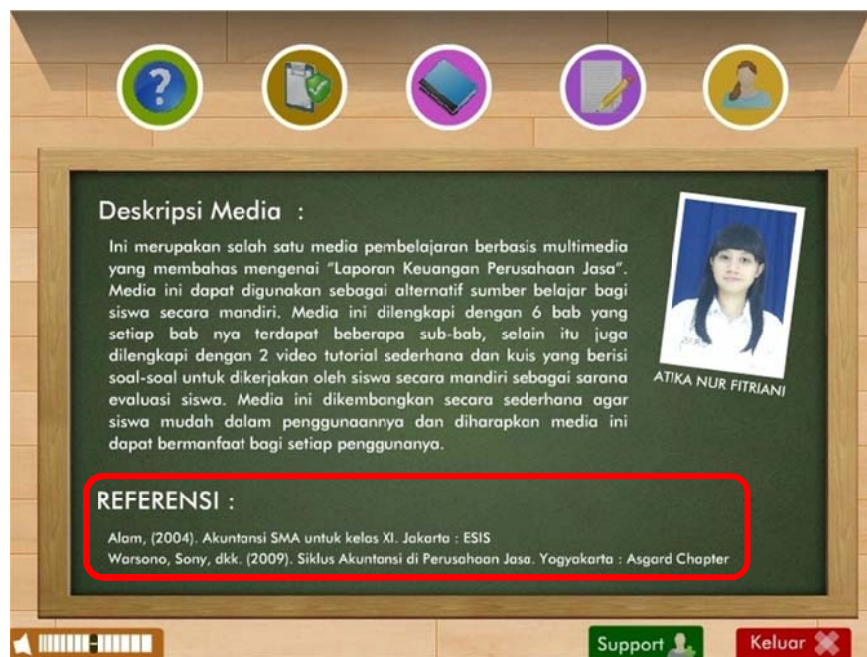 Deskripsi Media :
Ini merupakan salah satu media pembelajaran berbasis multimedia
yang membahas mengenai "Laporan Keuangan Perusahaan Jasa".
Media ini dapat digunakan sebagai alternatif sumber belajar bagi
siswa secara mandiri. Media ini dilengkapi dengan 6 bab yang
setiap bab nya terdapat beberapa sub-bab, selain itu juga
dilengkapi dengan 2 video tutorial sederhana dan kuis yang berisi
soal-soal untuk dikerjakan oleh siswa secara mandiri sebagai sarana
evaluasi siswa. Media ini dikembangkan secara sederhana agar
siswa mudah dalam penggunaannya dan diharapkan media ini
dapat bermanfaat bagi setiap penggunanya.
ATIKA NUR FITRIANI
REFERENSI :
Alam, (2004). Akuntansi SMA untuk kelas XI. Jakarta : ESIS
Warsono, Sony, dkk. (2009). Siklus Akuntansi di Perusahaan Jasa. Yogyakarta : Asgard Chapter
Support
Keluar